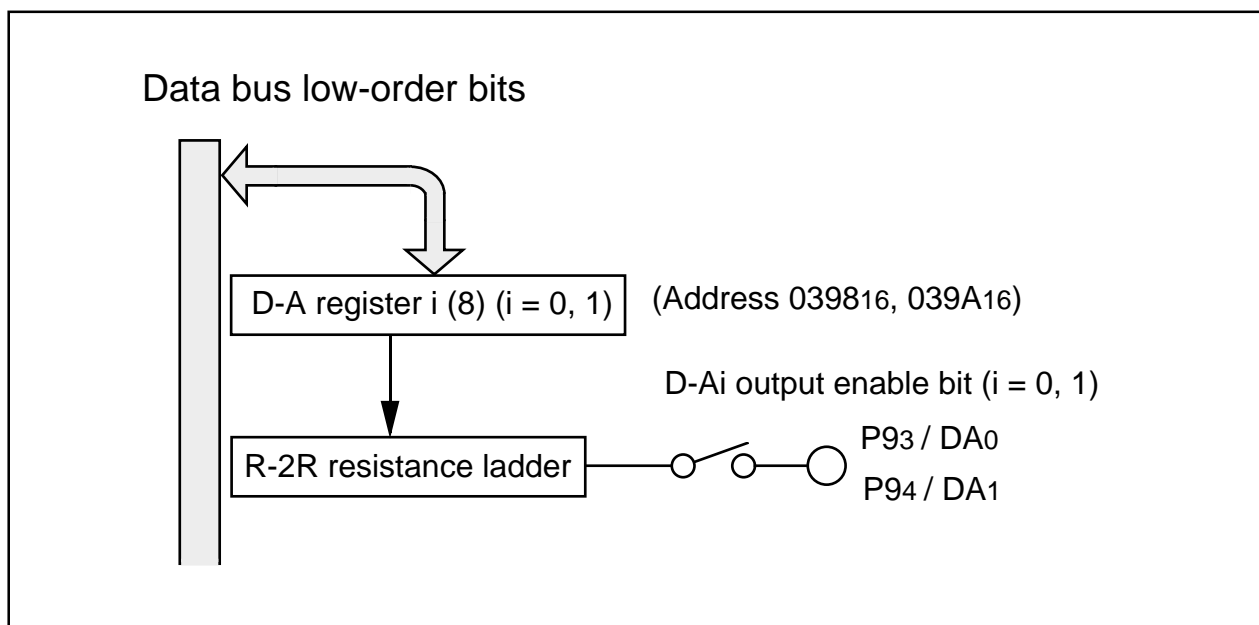 Data bus low-order bits
D-A register i (8) (i = 0, 1)
(Address 039816, 039A16)
D-Ai output enable bit (i = 0, 1)
R-2R resistance ladder
P93 / DA0
P94 / DA1